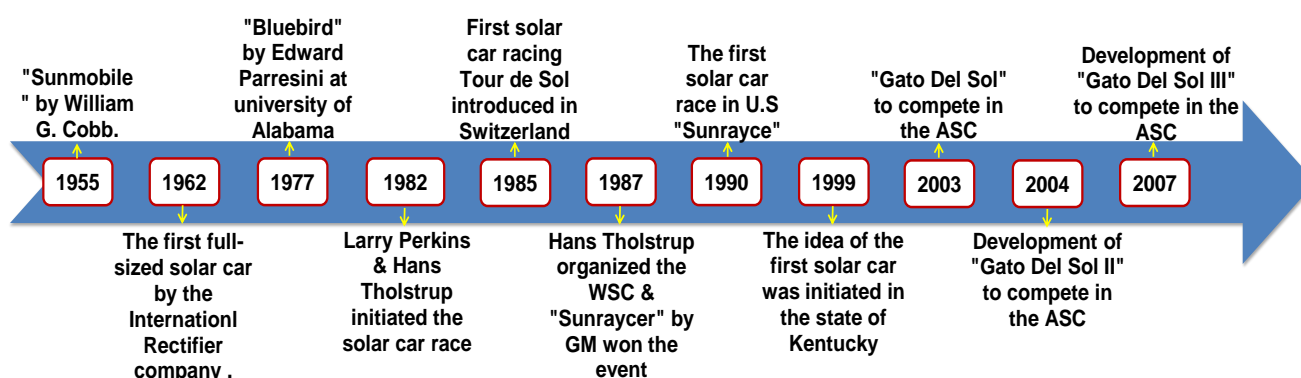 "Sunmobile
" by William
G. Cobb.
1955
The first full-
sized solar car
by the
Internationl
Rectifier
company .
1962
"Bluebird"
by Edward
Parresini at
university of
Alabama
1977
Larry Perkins
& Hans
Tholstrup
initiated the
solar car race
1982
First solar
car racing
Tour de Sol
introduced in
Switzerland
1985
Hans Tholstrup
organized the
WSC &
"Sunraycer" by
GM won the
event
1987
The first
solar car
race in U.S
"Sunrayce"
1990
The idea of the
first solar car
was initiated in
the state of
Kentucky
1999
"Gato Del Sol"
to compete in
the ASC
2003
Development of
"Gato Del Sol II"
to compete in
the ASC
2004
Development of
"Gato Del Sol III"
to compete in the
ASC
2007